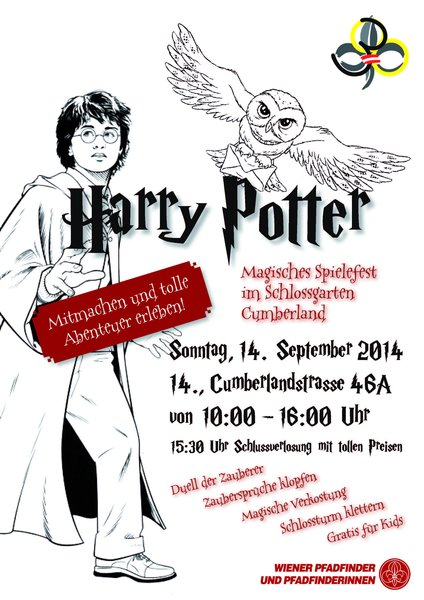 Harry Potter
Magisches Spielefest
im Schlossgarten
Cumberland
Mitmachen und tolle
Abenteuer erleben!
Sonntag, 14. September 2014
14., Cumberlandstrasse 46A
von 10:00 – 16:00 Uhr
15:30 Uhr Schlussverlosung mit tollen Preisen
Duell der Zauberer
Zaubersprüche klopfen
Magische Verkostung
Schlossturm klettern
Gratis für Kids
WIENER PFADFINDER
UND PFADFINDERINNEN